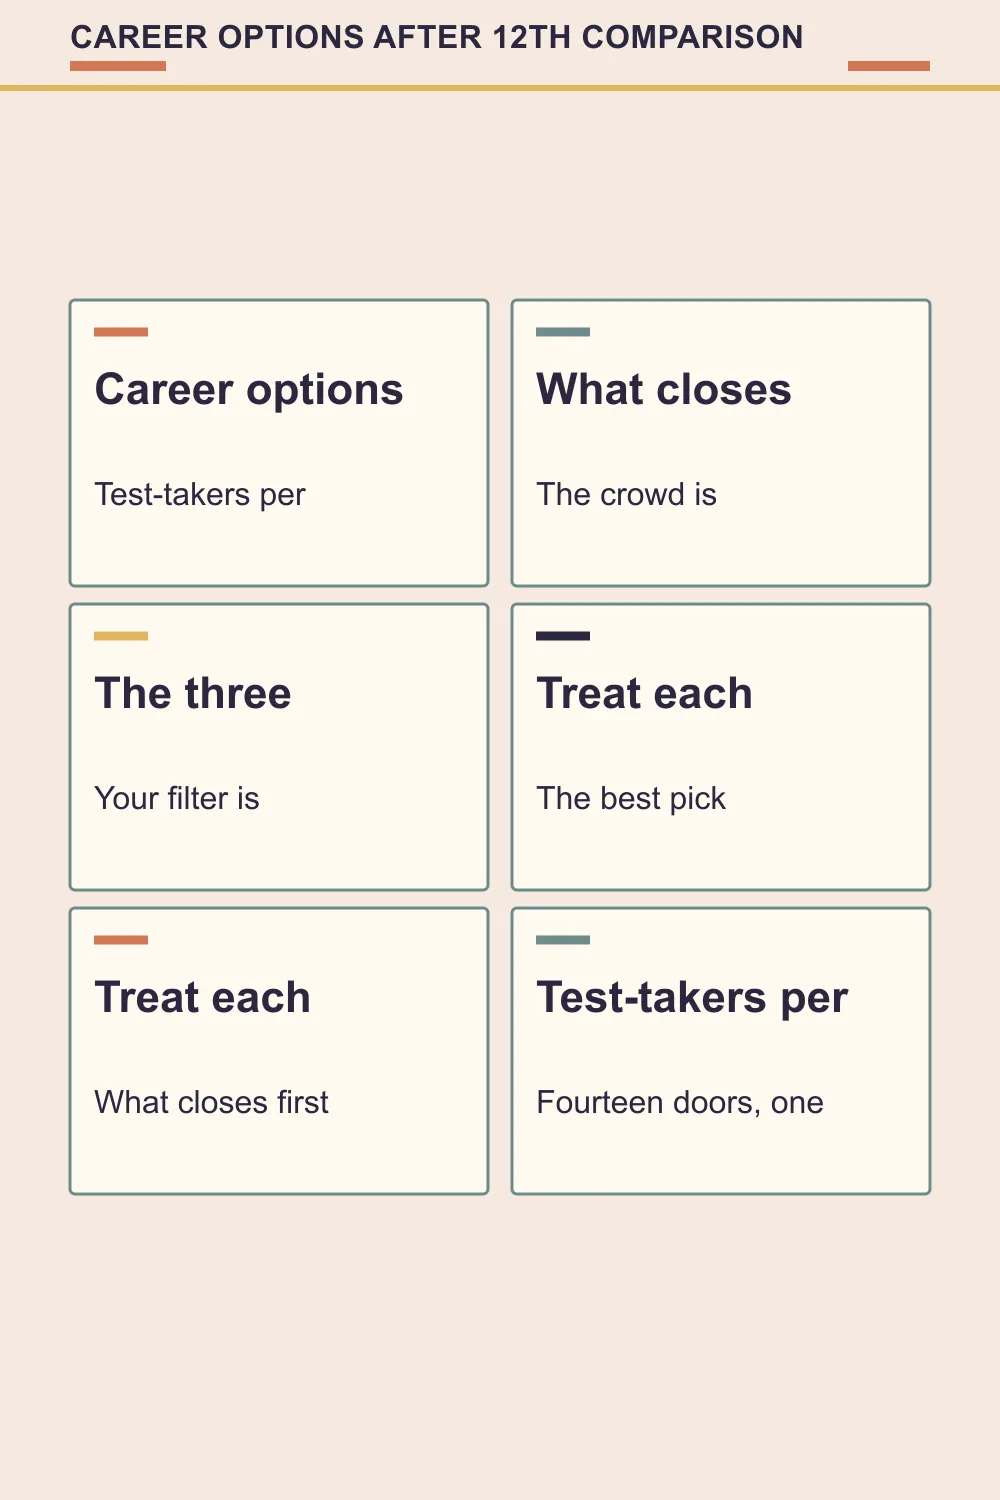 CAREER OPTIONS AFTER 12TH COMPARISON
Career options
Test-takers per
What closes
The crowd is
The three
Your filter is
Treat each
The best pick
Treat each
What closes first
Test-takers per
Fourteen doors, one